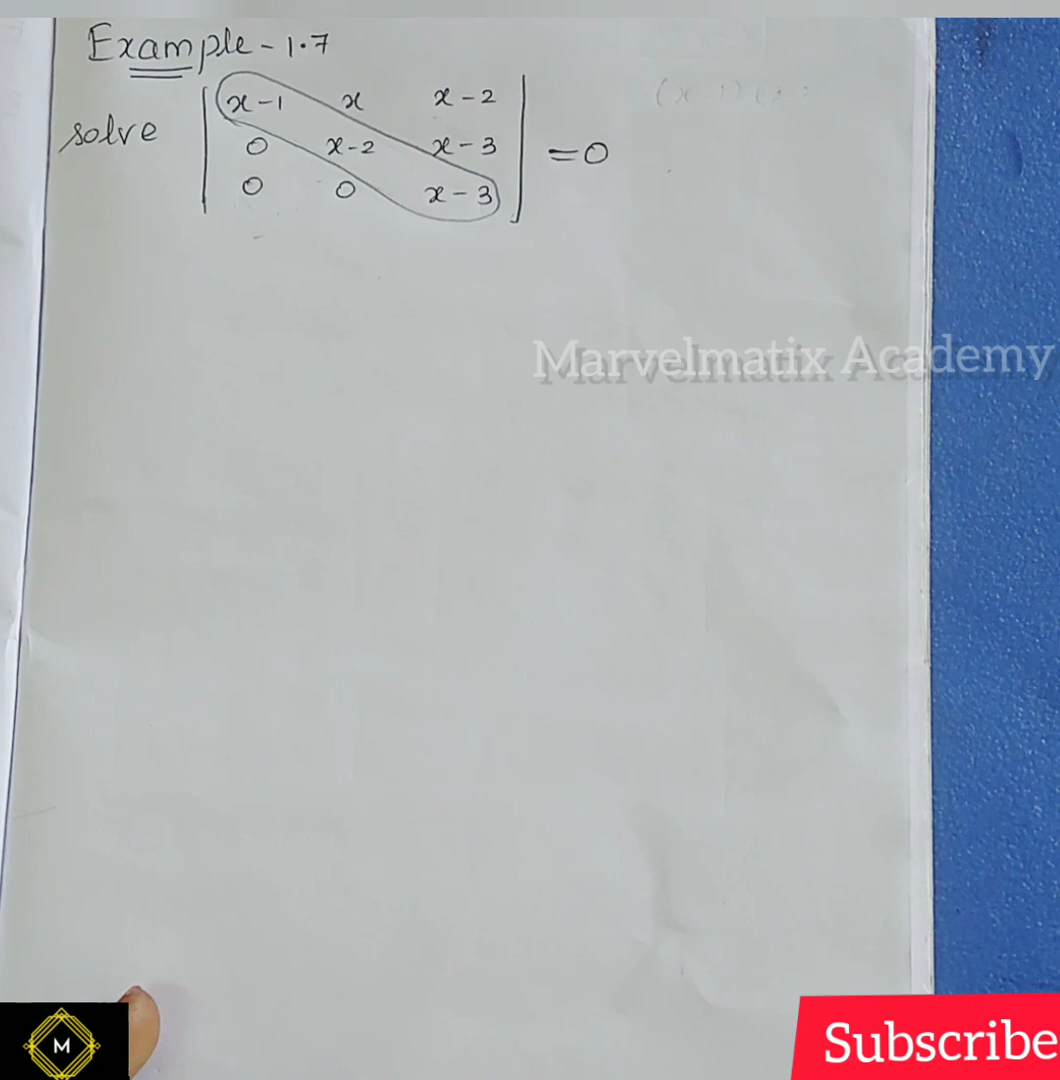 Example - 1.7
solve | x-1 x x-2 |
| 0 x-2 x-3 | =0
| 0 0 x-3 |
Marvelmatix Academy
M
Subscribe